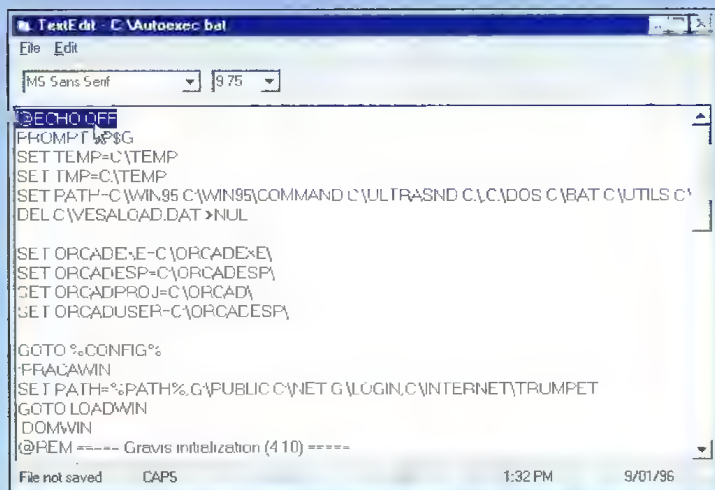 TextEdit - C:\Autoexec.bat
File Edit
MS Sans Serif 9.75
@ECHO OFF
PROMPT $P$G
SET TEMP=C:\TEMP
SET TMP=C:\TEMP
SET PATH=C:\WIN95;C:\WIN95\COMMAND;C:\ULTRASND;C:\;C:\DOS;C:\BAT;C:\UTILS;C:\
DEL C:\VESALOAD.DAT >NUL
SET ORCADEXE=C:\ORCADEXE\
SET ORCADESP=C:\ORCADESP\
SET ORCADPROJ=C:\ORCAD\
SET ORCADUSER=C:\ORCADESP\
GOTO %CONFIG%
:PRACAWIN
SET PATH=%PATH%;G:\PUBLIC;C:\NET;G:\LOGIN;C:\INTERNET\TRUMPET
GOTO LOADWIN
:DOMWIN
@REM ===== Gravis initialization (4.10) =====
File not saved CAPS 1:32 PM 9/01/96